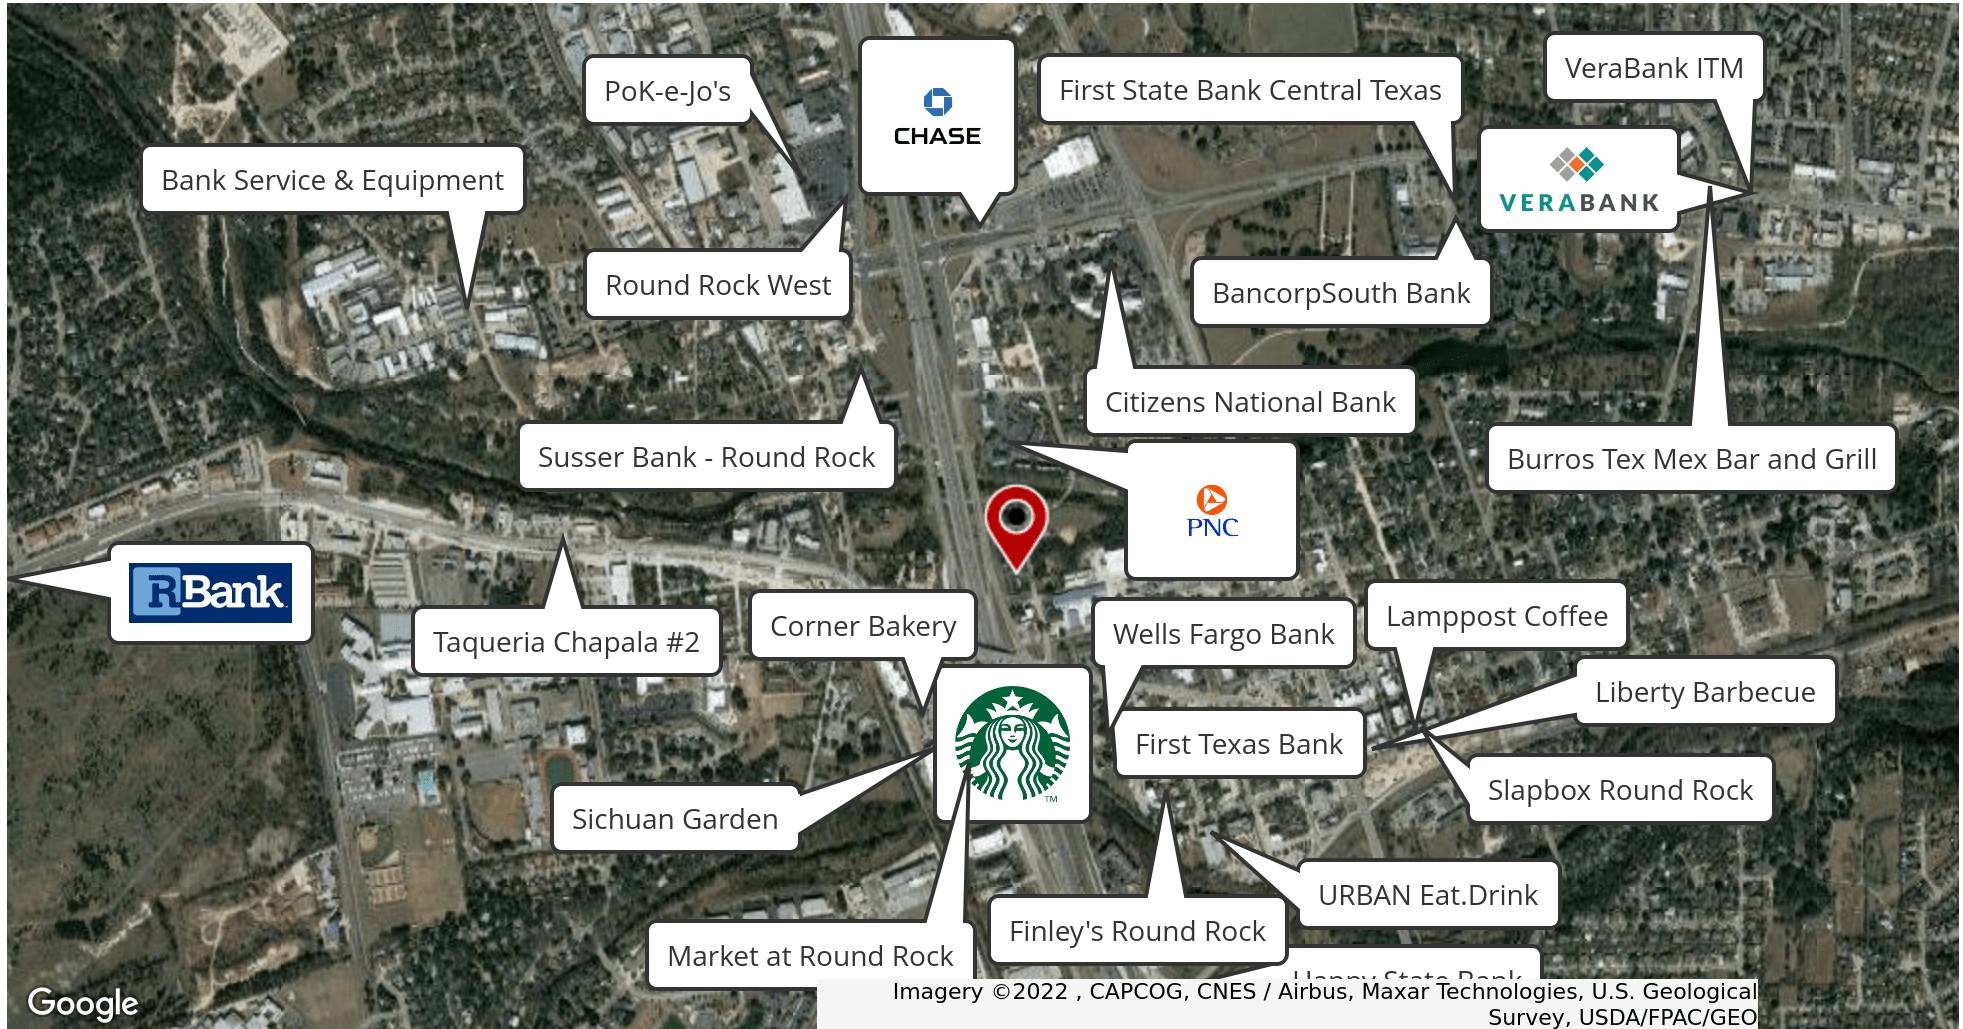 VeraBank ITM
PoK-e-Jo's
First State Bank Central Texas
CHASE
Bank Service & Equipment
VERABANK
Round Rock West
BancorpSouth Bank
Citizens National Bank
Susser Bank - Round Rock
Burros Tex Mex Bar and Grill
PNC
RBank
Lamppost Coffee
Corner Bakery
Wells Fargo Bank
Taqueria Chapala #2
Liberty Barbecue
First Texas Bank
Slapbox Round Rock
TM
Sichuan Garden
URBAN Eat.Drink
Finley's Round Rock
Market at Round Rock
Happy State Bank
Google
Imagery ©2022 , CAPCOG, CNES / Airbus, Maxar Technologies, U.S. Geological
Survey, USDA/FPAC/GEO